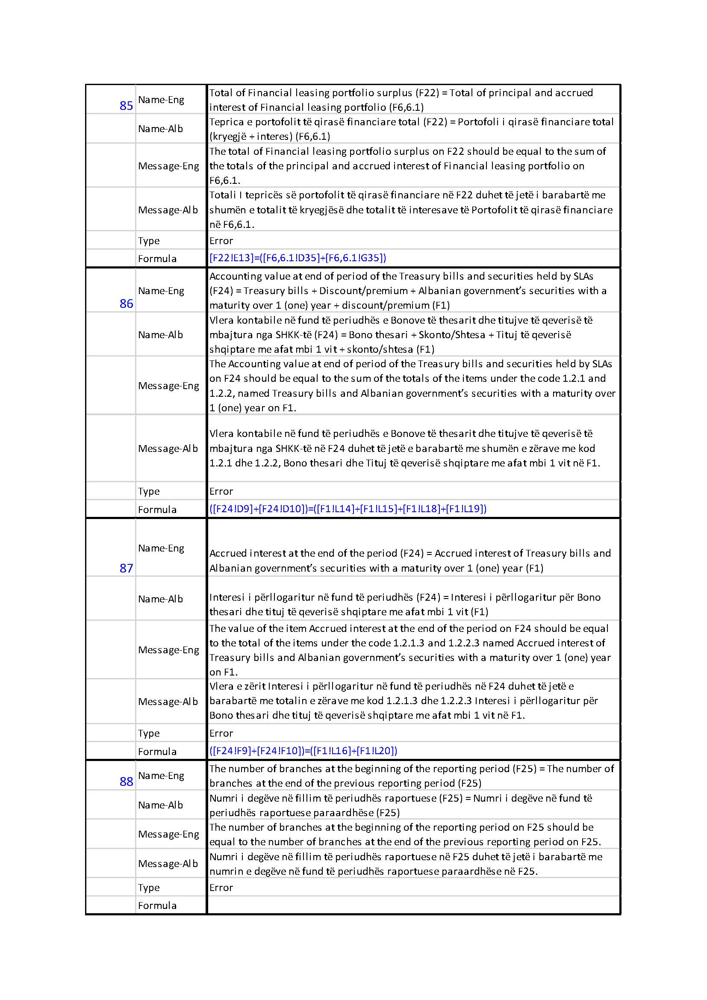 85 Name-Eng Total of Financial leasing portfolio surplus (F22) = Total of principal and accrued
interest of Financial leasing portfolio (F6,6.1)
Name-Alb Teprica e portofolit të qirasë financiare total (F22) = Portofoli i qirasë financiare total
(kryegjë + interes) (F6,6.1)
Message-Eng The total of Financial leasing portfolio surplus on F22 should be equal to the sum of
the totals of the principal and accrued interest of Financial leasing portfolio on
F6,6.1.
Message-Alb Totali I tepricës së portofolit të qirasë financiare në F22 duhet të jetë i barabartë me
shumën e totalit të kryegjësë dhe totalit të interesave të Portofolit të qirasë financiare
në F6,6.1.
Type Error
Formula [F22!E13]=([F6,6.1!D35]+[F6,6.1!G35])
86 Name-Eng Accounting value at end of period of the Treasury bills and securities held by SLAs
(F24) = Treasury bills + Discount/premium + Albanian government’s securities with a
maturity over 1 (one) year + discount/premium (F1)
Name-Alb Vlera kontabile në fund të periudhës e Bonove të thesarit dhe titujve të qeverisë të
mbajtura nga SHKK-të (F24) = Bono thesari + Skonto/Shtesa + Tituj të qeverisë
shqiptare me afat mbi 1 vit + skonto/shtesa (F1)
Message-Eng The Accounting value at end of period of the Treasury bills and securities held by SLAs
on F24 should be equal to the sum of the totals of the items under the code 1.2.1 and
1.2.2, named Treasury bills and Albanian government’s securities with a maturity over
1 (one) year on F1.
Message-Alb Vlera kontabile në fund të periudhës e Bonove të thesarit dhe titujve të qeverisë të
mbajtura nga SHKK-të në F24 duhet të jetë e barabartë me shumën e zërave me kod
1.2.1 dhe 1.2.2, Bono thesari dhe Tituj të qeverisë shqiptare me afat mbi 1 vit në F1.
Type Error
Formula ([F24!D9]+[F24!D10])=([F1!L14]+[F1!L15]+[F1!L18]+[F1!L19])
87 Name-Eng Accrued interest at the end of the period (F24) = Accrued interest of Treasury bills and
Albanian government’s securities with a maturity over 1 (one) year (F1)
Name-Alb Interesi i përllogaritur në fund të periudhës (F24) = Interesi i përllogaritur për Bono
thesari dhe tituj të qeverisë shqiptare me afat mbi 1 vit (F1)
Message-Eng The value of the item Accrued interest at the end of the period on F24 should be equal
to the total of the items under the code 1.2.1.3 and 1.2.2.3 named Accrued interest of
Treasury bills and Albanian government’s securities with a maturity over 1 (one) year
on F1.
Message-Alb Vlera e zërit Interesi i përllogaritur në fund të periudhës në F24 duhet të jetë e
barabartë me totalin e zërave me kod 1.2.1.3 dhe 1.2.2.3 Interesi i përllogaritur për
Bono thesari dhe tituj të qeverisë shqiptare me afat mbi 1 vit në F1.
Type Error
Formula ([F24!F9]+[F24!F10])=([F1!L16]+[F1!L20])
88 Name-Eng The number of branches at the beginning of the reporting period (F25) = The number of
branches at the end of the previous reporting period (F25)
Name-Alb Numri i degëve në fillim të periudhës raportuese (F25) = Numri i degëve në fund të
periudhës raportuese paraardhëse (F25)
Message-Eng The number of branches at the beginning of the reporting period on F25 should be
equal to the number of branches at the end of the previous reporting period on F25.
Message-Alb Numri i degëve në fillim të periudhës raportuese në F25 duhet të jetë i barabartë me
numrin e degëve në fund të periudhës raportuese paraardhëse në F25.
Type Error
Formula